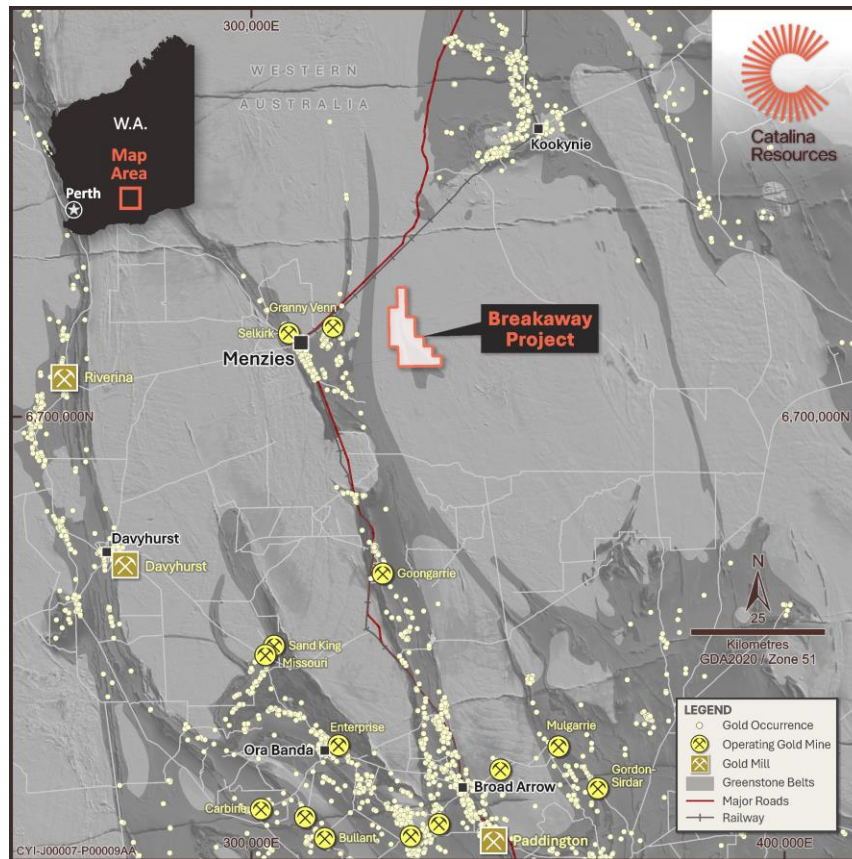 300,000E
WESTERN
AUSTRALIA
W.A.
Map
Area
Perth
Catalina
Resources
Kookynie
Granny Venn
Selkirk
Menzies
Breakaway
Project
Riverina
6,700,000N
6,700,000N
Davyhurst
Davyhurst
Goongarrie
N
25
Kilometres
GDA2020 / Zone 51
Sand King
Missouri
Enterprise
Ora Banda
Mulgarrie
Broad Arrow
Gordon-
Sirdar
Carbine
Bullant
Paddington
LEGEND
Gold Occurrence
Operating Gold Mine
Gold Mill
Greenstone Belts
Major Roads
Railway
300,000E
400,000E
CYI-J00007-P00009AA